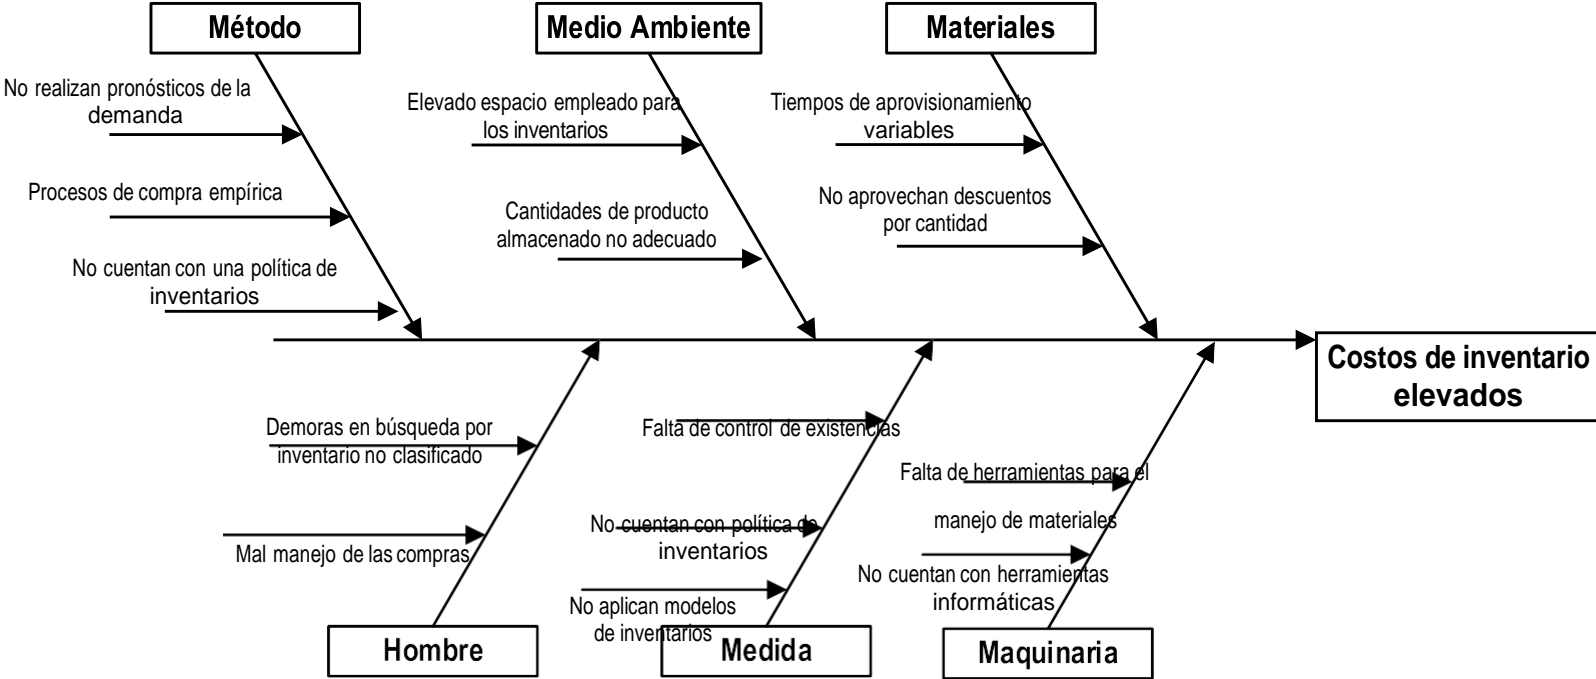 Método
Medio Ambiente
Materiales
No realizan pronósticos de la
demanda
Procesos de compra empírica
No cuentan con una política de
inventarios
Elevado espacio empleado para
los inventarios
Cantidades de producto
almacenado no adecuado
Tiempos de aprovisionamiento
variables
No aprovechan descuentos
por cantidad
Costos de inventario
elevados
Demoras en búsqueda por
inventario no clasificado
Mal manejo de las compras
Falta de control de existencias
No cuentan con política de
inventarios
No aplican modelos
de inventarios
Falta de herramientas para el
manejo de materiales
No cuentan con herramientas
informáticas
Hombre
Medida
Maquinaria